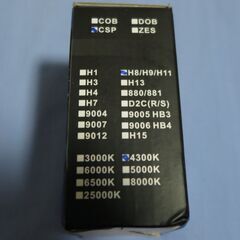 COB DOB
CSP ZES
H1 H8/H9/H11
H3 H13
H4 880/881
H7 D2C(R/S)
9004 9005 HB3
9007 9006 HB4
9012 H15
3000K 4300K
6000K 5000K
6500K 8000K
25000K